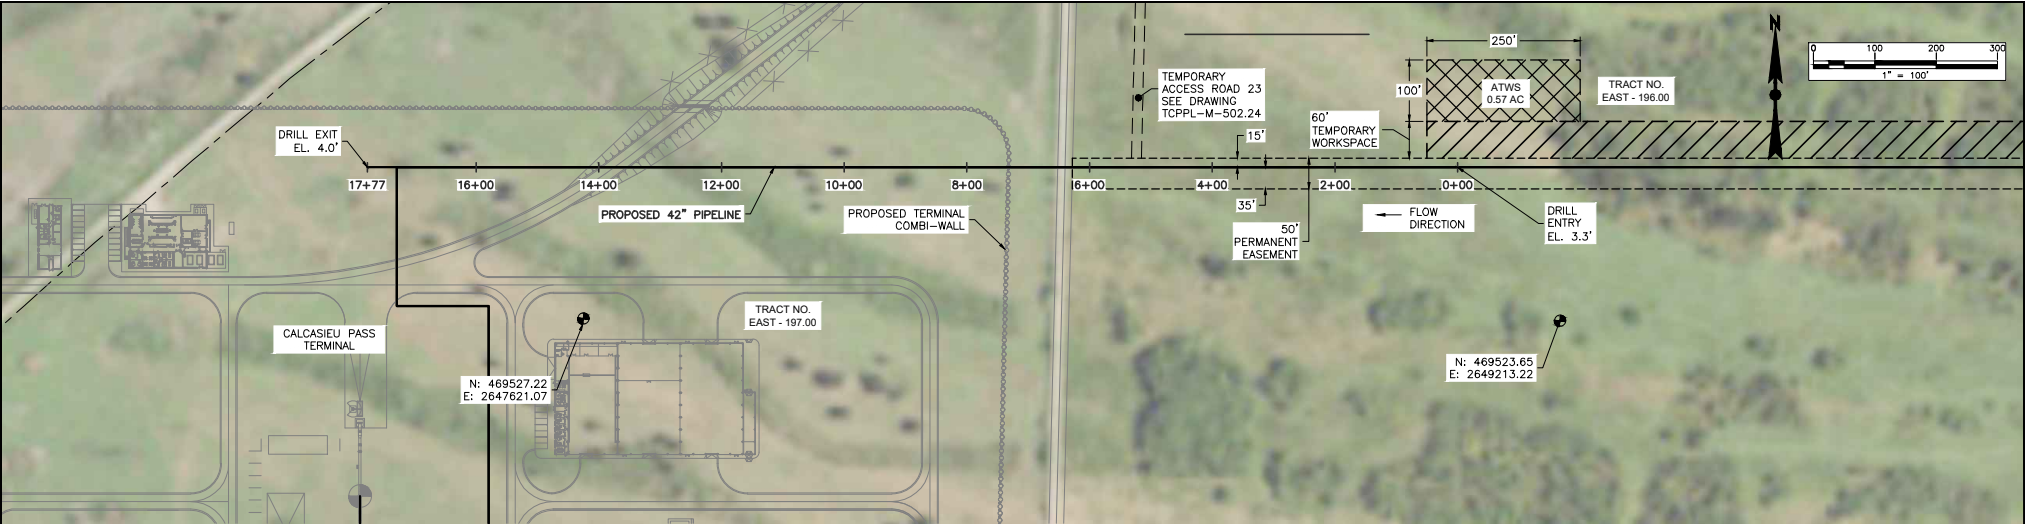 N
0 100 200 300
1" = 100'
250'
100'
ATWS
0.57 AC
TRACT NO.
EAST - 196.00
TEMPORARY
ACCESS ROAD 23
SEE DRAWING
TCPPL-M-502.24
60'
TEMPORARY
WORKSPACE
15'
DRILL EXIT
EL. 4.0'
17+77
16+00
14+00
12+00
10+00
8+00
6+00
4+00
2+00
0+00
PROPOSED 42" PIPELINE
PROPOSED TERMINAL
COMBI-WALL
35'
50'
PERMANENT
EASEMENT
FLOW
DIRECTION
DRILL
ENTRY
EL. 3.3'
TRACT NO.
EAST - 197.00
CALCASIEU PASS
TERMINAL
N: 469527.22
E: 2647621.07
N: 469523.65
E: 2649213.22